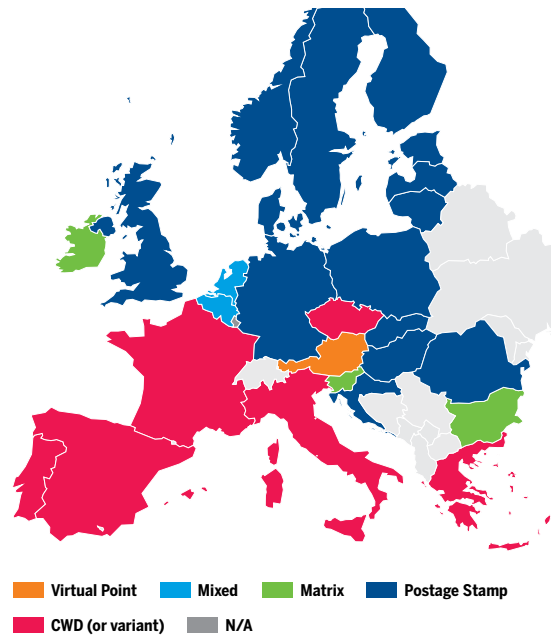 Virtual Point Mixed Matrix Postage Stamp
CWD (or variant) N/A